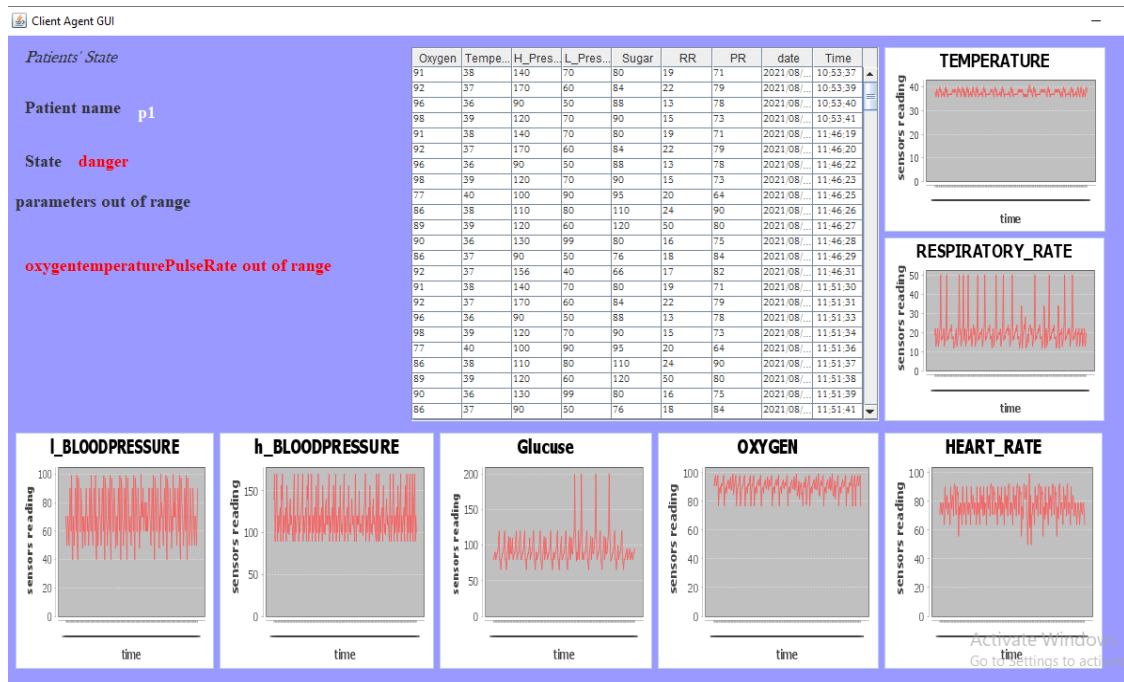 Client Agent GUI
Patients' State
Patient name p1
State danger
parameters out of range
oxygentemperaturePulseRate out of range
Oxygen Tempe... H_Pres... L_Pres... Sugar RR PR date Time
91 38 140 70 80 19 71 2021/08/... 10:53:37
92 37 170 60 84 22 79 2021/08/... 10:53:39
96 36 90 50 88 13 78 2021/08/... 10:53:40
98 39 120 70 90 15 73 2021/08/... 10:53:41
91 38 140 70 80 19 71 2021/08/... 11:46:19
92 37 170 60 84 22 79 2021/08/... 11:46:20
96 36 90 50 88 13 78 2021/08/... 11:46:22
98 39 120 70 90 15 73 2021/08/... 11:46:23
77 40 100 90 95 20 64 2021/08/... 11:46:25
86 38 110 80 110 24 90 2021/08/... 11:46:26
89 39 120 60 120 50 80 2021/08/... 11:46:27
90 36 130 99 80 16 75 2021/08/... 11:46:28
86 37 90 50 76 18 84 2021/08/... 11:46:29
92 37 156 40 66 17 82 2021/08/... 11:46:31
91 38 140 70 80 19 71 2021/08/... 11:51:30
92 37 170 60 84 22 79 2021/08/... 11:51:31
96 36 90 50 88 13 78 2021/08/... 11:51:33
98 39 120 70 90 15 73 2021/08/... 11:51:34
77 40 100 90 95 20 64 2021/08/... 11:51:36
86 38 110 80 110 24 90 2021/08/... 11:51:37
89 39 120 60 120 50 80 2021/08/... 11:51:38
90 36 130 99 80 16 75 2021/08/... 11:51:39
86 37 90 50 76 18 84 2021/08/... 11:51:41
TEMPERATURE
sensors reading
40
30
20
10
0
time
RESPIRATORY_RATE
sensors reading
50
40
30
20
10
0
time
l_BLOODPRESSURE
sensors reading
100
80
60
40
20
0
time
h_BLOODPRESSURE
sensors reading
150
100
50
0
time
Glucuse
sensors reading
200
150
100
50
0
time
OXYGEN
sensors reading
100
80
60
40
20
0
time
HEART_RATE
sensors reading
100
80
60
40
20
0
time
Activate Window
Go to Settings to acti